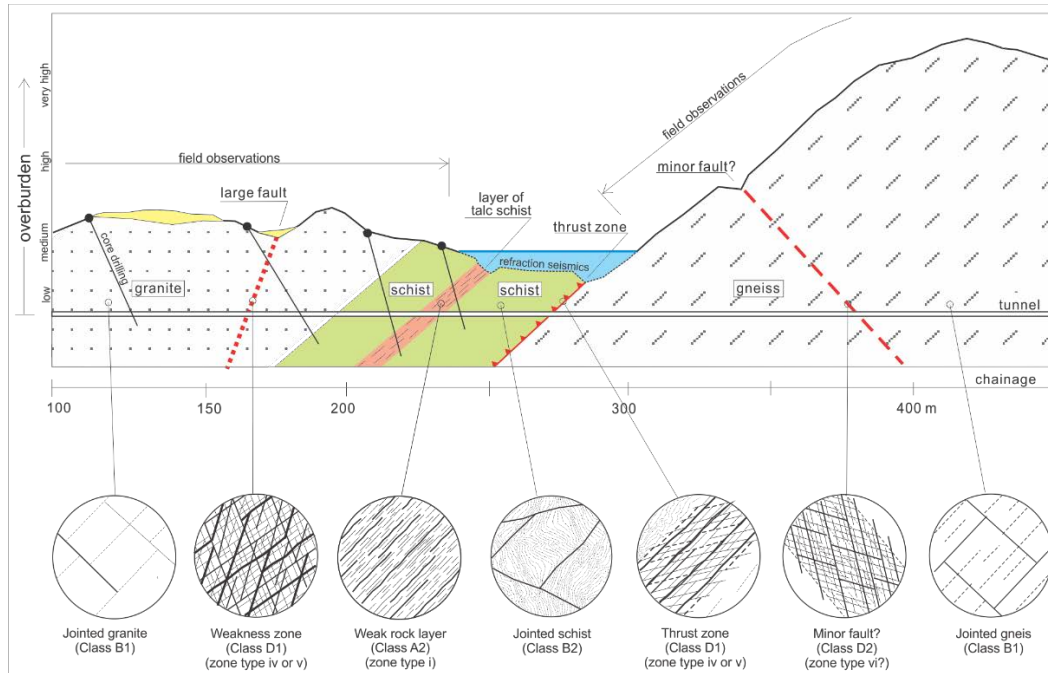 overburden
very high
high
medium
low
field observations
field observations
large fault
minor fault?
layer of
talc schist
thrust zone
core drilling
refraction seismics
granite
schist
schist
gneiss
tunnel
chainage
100
150
200
300
400 m
Jointed granite
(Class B1)
Weakness zone
(Class D1)
(zone type iv or v)
Weak rock layer
(Class A2)
(zone type i)
Jointed schist
(Class B2)
Thrust zone
(Class D1)
(zone type iv or v)
Minor fault?
(Class D2)
(zone type vi?)
Jointed gneis
(Class B1)